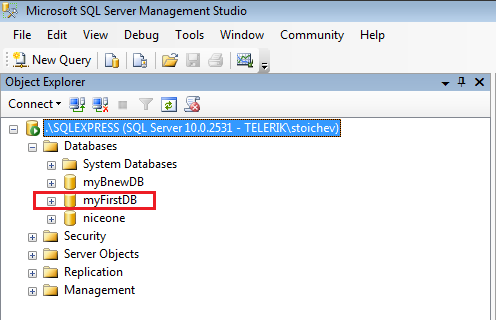 Microsoft SQL Server Management Studio
File Edit View Debug Tools Window Community Help
New Query
Object Explorer
Connect
.\SQLEXPRESS (SQL Server 10.0.2531 - TELERIK\stoichev)
Databases
System Databases
myBnewDB
myFirstDB
niceone
Security
Server Objects
Replication
Management